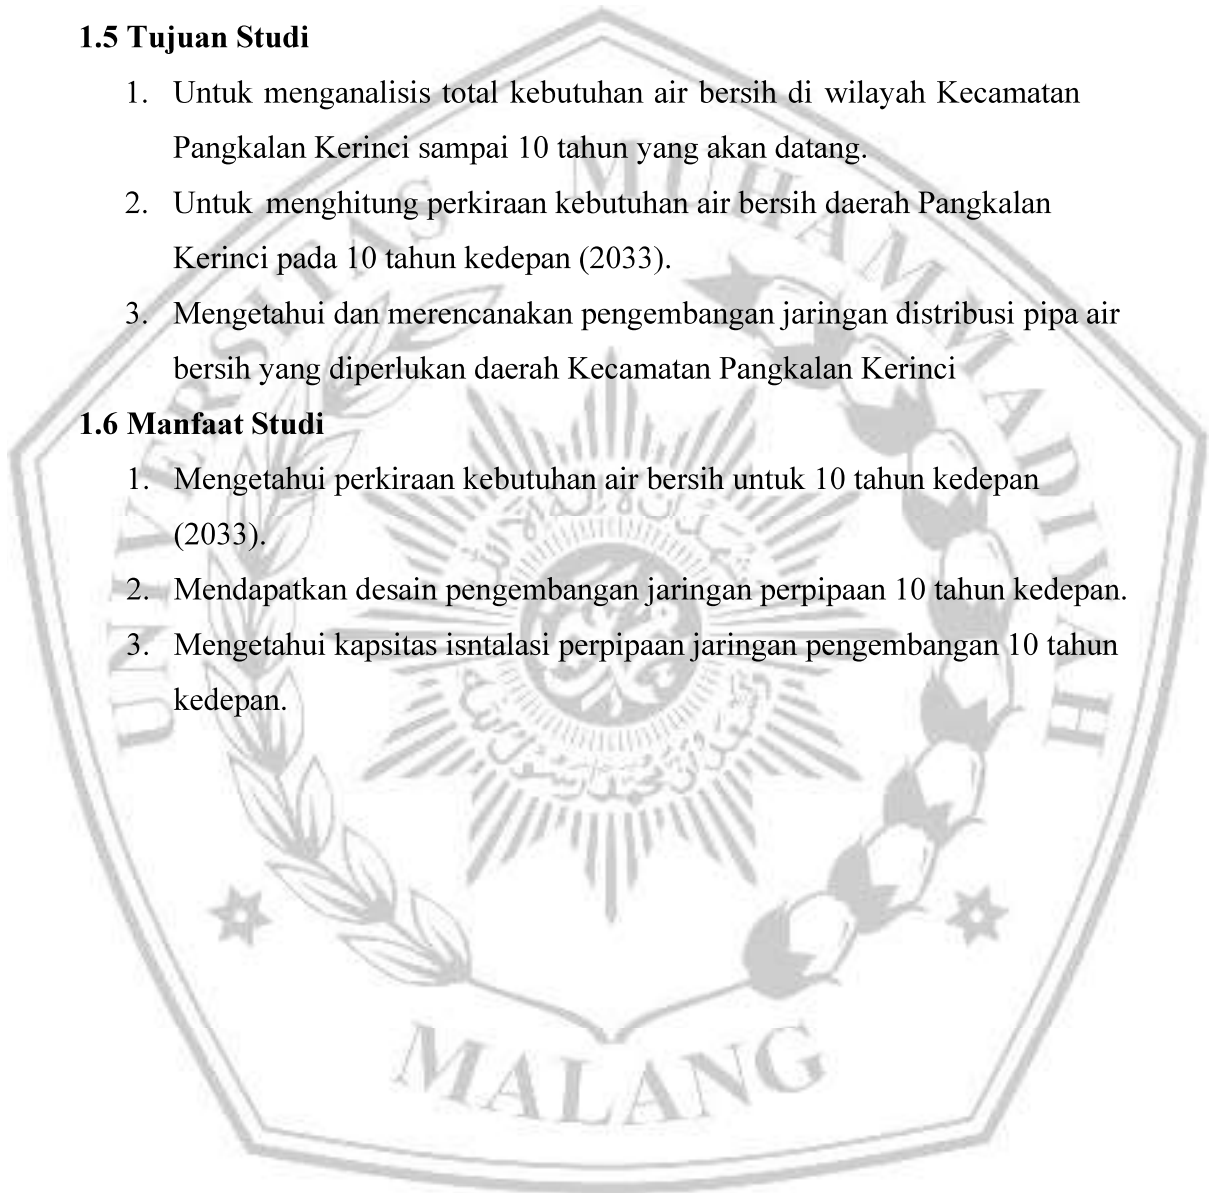 1.5 Tujuan Studi
1. Untuk menganalisis total kebutuhan air bersih di wilayah Kecamatan
Pangkalan Kerinci sampai 10 tahun yang akan datang.
2. Untuk menghitung perkiraan kebutuhan air bersih daerah Pangkalan
Kerinci pada 10 tahun kedepan (2033).
3. Mengetahui dan merencanakan pengembangan jaringan distribusi pipa air
bersih yang diperlukan daerah Kecamatan Pangkalan Kerinci
1.6 Manfaat Studi
1. Mengetahui perkiraan kebutuhan air bersih untuk 10 tahun kedepan
(2033).
2. Mendapatkan desain pengembangan jaringan perpipaan 10 tahun kedepan.
3. Mengetahui kapsitas isntalasi perpipaan jaringan pengembangan 10 tahun
kedepan.
UNIVERSITAS MUHAMMADIYAH
MALANG